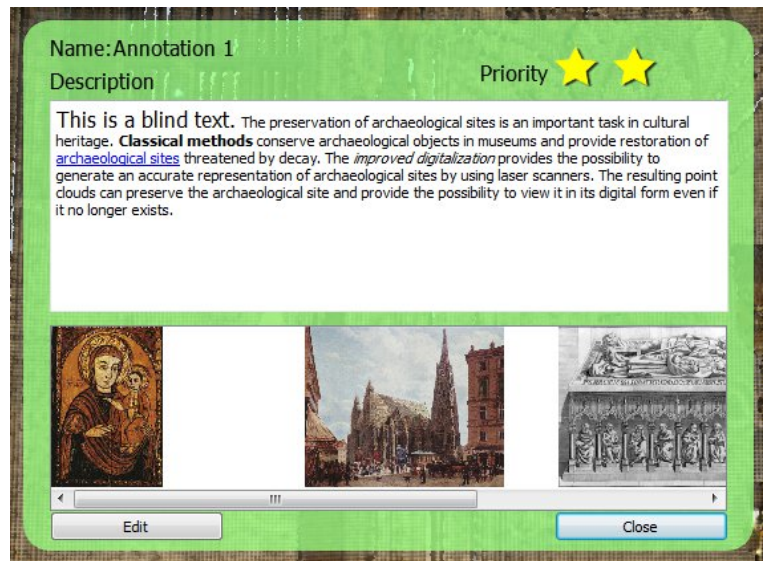 Name:Annotation 1
Priority
Description
This is a blind text. The preservation of archaeological sites is an important task in cultural
heritage. Classical methods conserve archaeological objects in museums and provide restoration of
archaeological sites threatened by decay. The improved digitalization provides the possibility to
generate an accurate representation of archaeological sites by using laser scanners. The resulting point
clouds can preserve the archaeological site and provide the possibility to view it in its digital form even if
it no longer exists.
Edit
Close